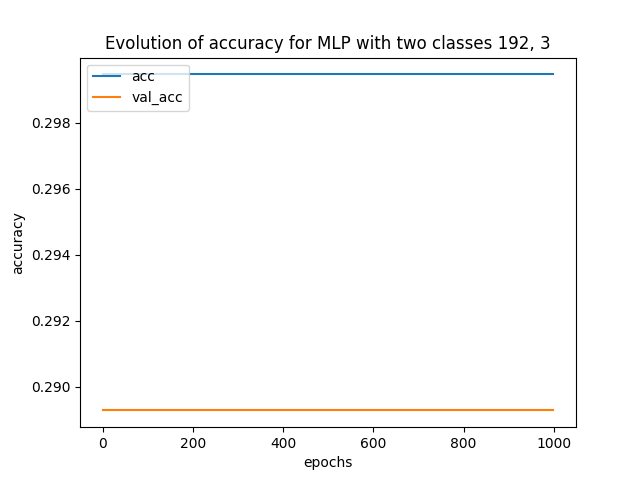 Evolution of accuracy for MLP with two classes 192, 3
acc
val_acc
0.298
0.296
0.294
0.292
0.290
accuracy
0 200 400 600 800 1000
epochs